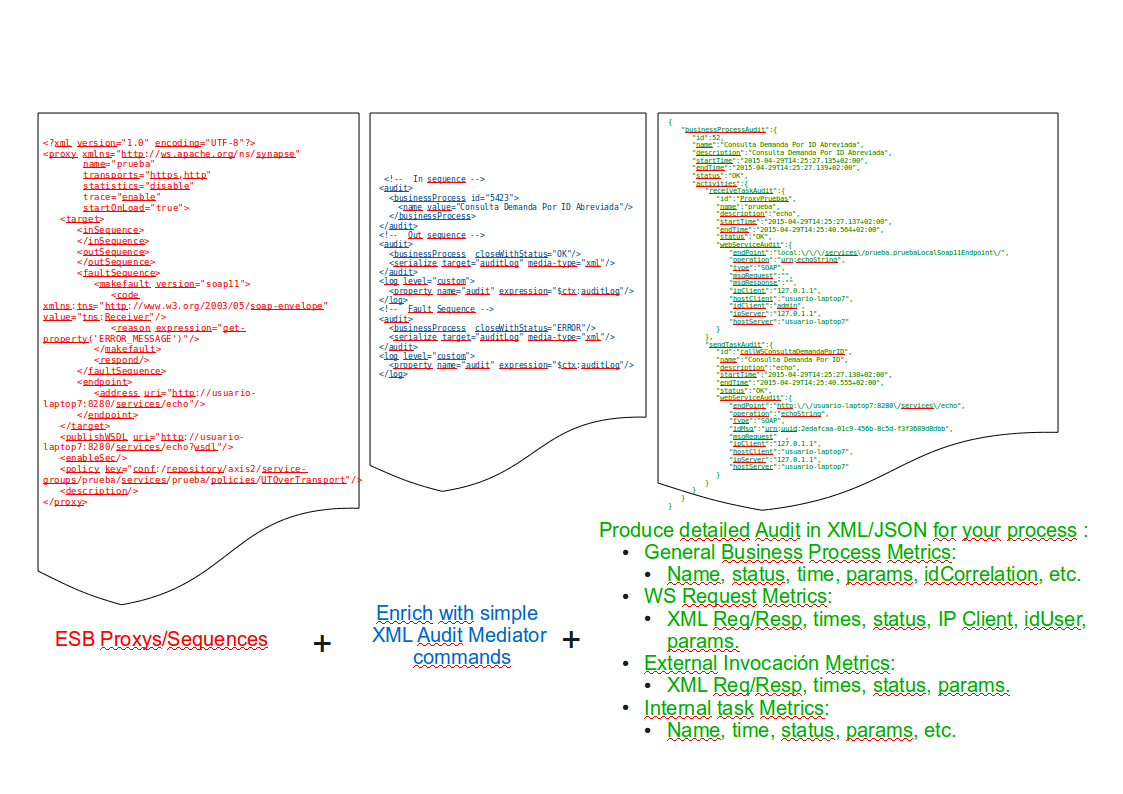 <?xml version="1.0" encoding="UTF-8"?>
<proxy xmlns="http://ws.apache.org/ns/synapse"
name="prueba"
transports="https,http"
statistics="disable"
trace="enable"
startOnLoad="true">
<target>
<inSequence>
</inSequence>
<outSequence>
</outSequence>
<faultSequence>
<makefault version="soap11">
<code
xmlns:tns="http://www.w3.org/2003/05/soap-envelope"
value="tns:Receiver"/>
<reason expression="get-
property('ERROR_MESSAGE')"/>
</makefault>
<respond/>
</faultSequence>
<endpoint>
<address uri="http://usuario-
laptop7:8280/services/echo"/>
</endpoint>
</target>
<publishWSDL uri="http://usuario-
laptop7:8280/services/echo?wsdl"/>
<enableSec/>
<policy key="conf:/repository/axis2/service-
groups/prueba/services/prueba/policies/UTOverTransport"/>
<description/>
</proxy>
<!-- In sequence -->
<audit>
<businessProcess id="5423">
<name value="Consulta Demanda Por ID Abreviada"/>
</businessProcess>
</audit>
<!-- Out sequence -->
<audit>
<businessProcess closeWithStatus="OK"/>
<serialize target="auditLog" media-type="xml"/>
</audit>
<log level="custom">
<property name="audit" expression="$ctx:auditLog"/>
</log>
<!-- Fault Sequence -->
<audit>
<businessProcess closeWithStatus="ERROR"/>
<serialize target="auditLog" media-type="xml"/>
</audit>
<log level="custom">
<property name="audit" expression="$ctx:auditLog"/>
</log>
{
"businessProcessAudit":{
"id":52,
"name":"Consulta Demanda Por ID Abreviada",
"description":"Consulta Demanda Por ID Abreviada",
"startTime":"2015-04-29T14:25:27.135+02:00",
"endTime":"2015-04-29T14:25:27.139+02:00",
"status":"OK",
"activities":{
"receiveTaskAudit":{
"id":"ProxyPruebas",
"name":"prueba",
"description":"echo",
"startTime":"2015-04-29T14:25:27.137+02:00",
"endTime":"2015-04-29T14:25:40.564+02:00",
"status":"OK",
"webServiceAudit":{
"endPoint":"local:\/\/\/services\/prueba.pruebaLocalSoap11Endpoint\/",
"operation":"urn:echoString",
"type":"SOAP",
"msgRequest":"",
"msgResponse":"",
"ipClient":"127.0.1.1",
"hostClient":"usuario-laptop7",
"idClient":"admin",
"ipServer":"127.0.1.1",
"hostServer":"usuario-laptop7"
}
},
"sendTaskAudit":{
"id":"callWSConsultaDemandaPorID",
"name":"Consulta Demanda Por ID",
"description":"echo",
"startTime":"2015-04-29T14:25:27.138+02:00",
"endTime":"2015-04-29T14:25:40.555+02:00",
"status":"OK",
"webServiceAudit":{
"endPoint":"http:\/\/usuario-laptop7:8280\/services\/echo",
"operation":"echoString",
"type":"SOAP",
"idMsg":"urn:uuid:2edafcaa-01c9-456b-8c5d-f3f3689d8dbb",
"msgRequest"
"ipClient":"127.0.1.1",
"hostClient":"usuario-laptop7",
"ipServer":"127.0.1.1",
"hostServer":"usuario-laptop7"
}
}
}
}
}
ESB Proxys/Sequences
+
Enrich with simple
XML Audit Mediator
commands
+
Produce detailed Audit in XML/JSON for your process :
• General Business Process Metrics:
• Name, status, time, params, idCorrelation, etc.
• WS Request Metrics:
• XML Req/Resp, times, status, IP Client, idUser,
params.
• External Invocación Metrics:
• XML Req/Resp, times, status, params.
• Internal task Metrics:
• Name, time, status, params, etc.